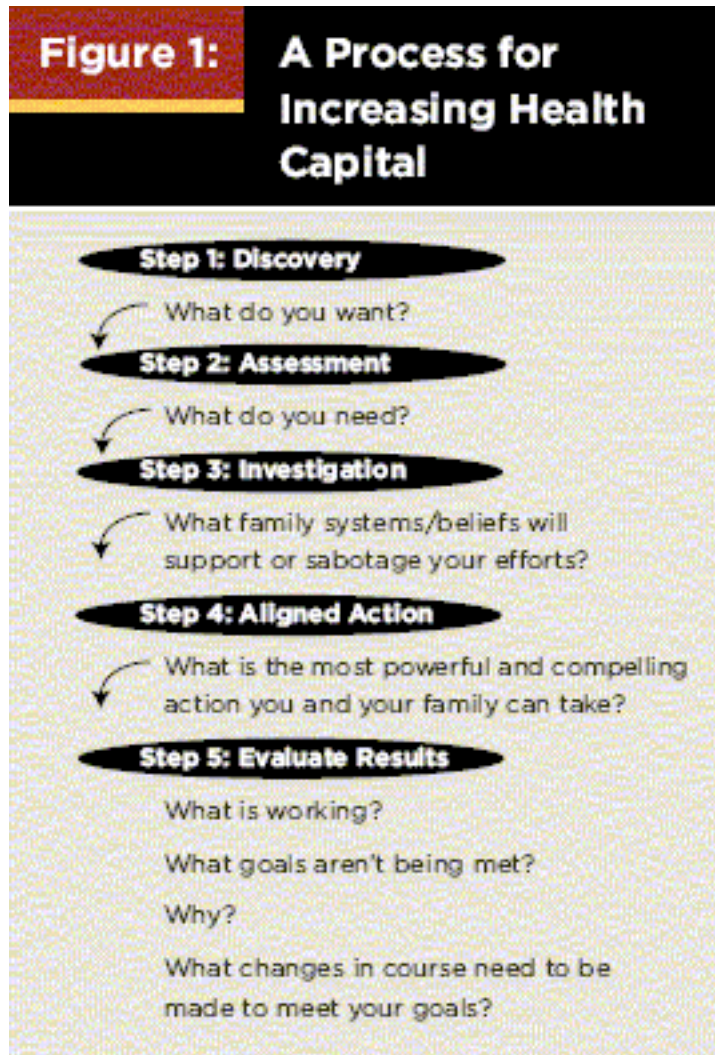 Figure 1:
A Process for
Increasing Health
Capital
Step 1: Discovery
What do you want?
Step 2: Assessment
What do you need?
Step 3: Investigation
What family systems/beliefs will
support or sabotage your efforts?
Step 4: Aligned Action
What is the most powerful and compelling
action you and your family can take?
Step 5: Evaluate Results
What is working?
What goals aren't being met?
Why?
What changes in course need to be
made to meet your goals?